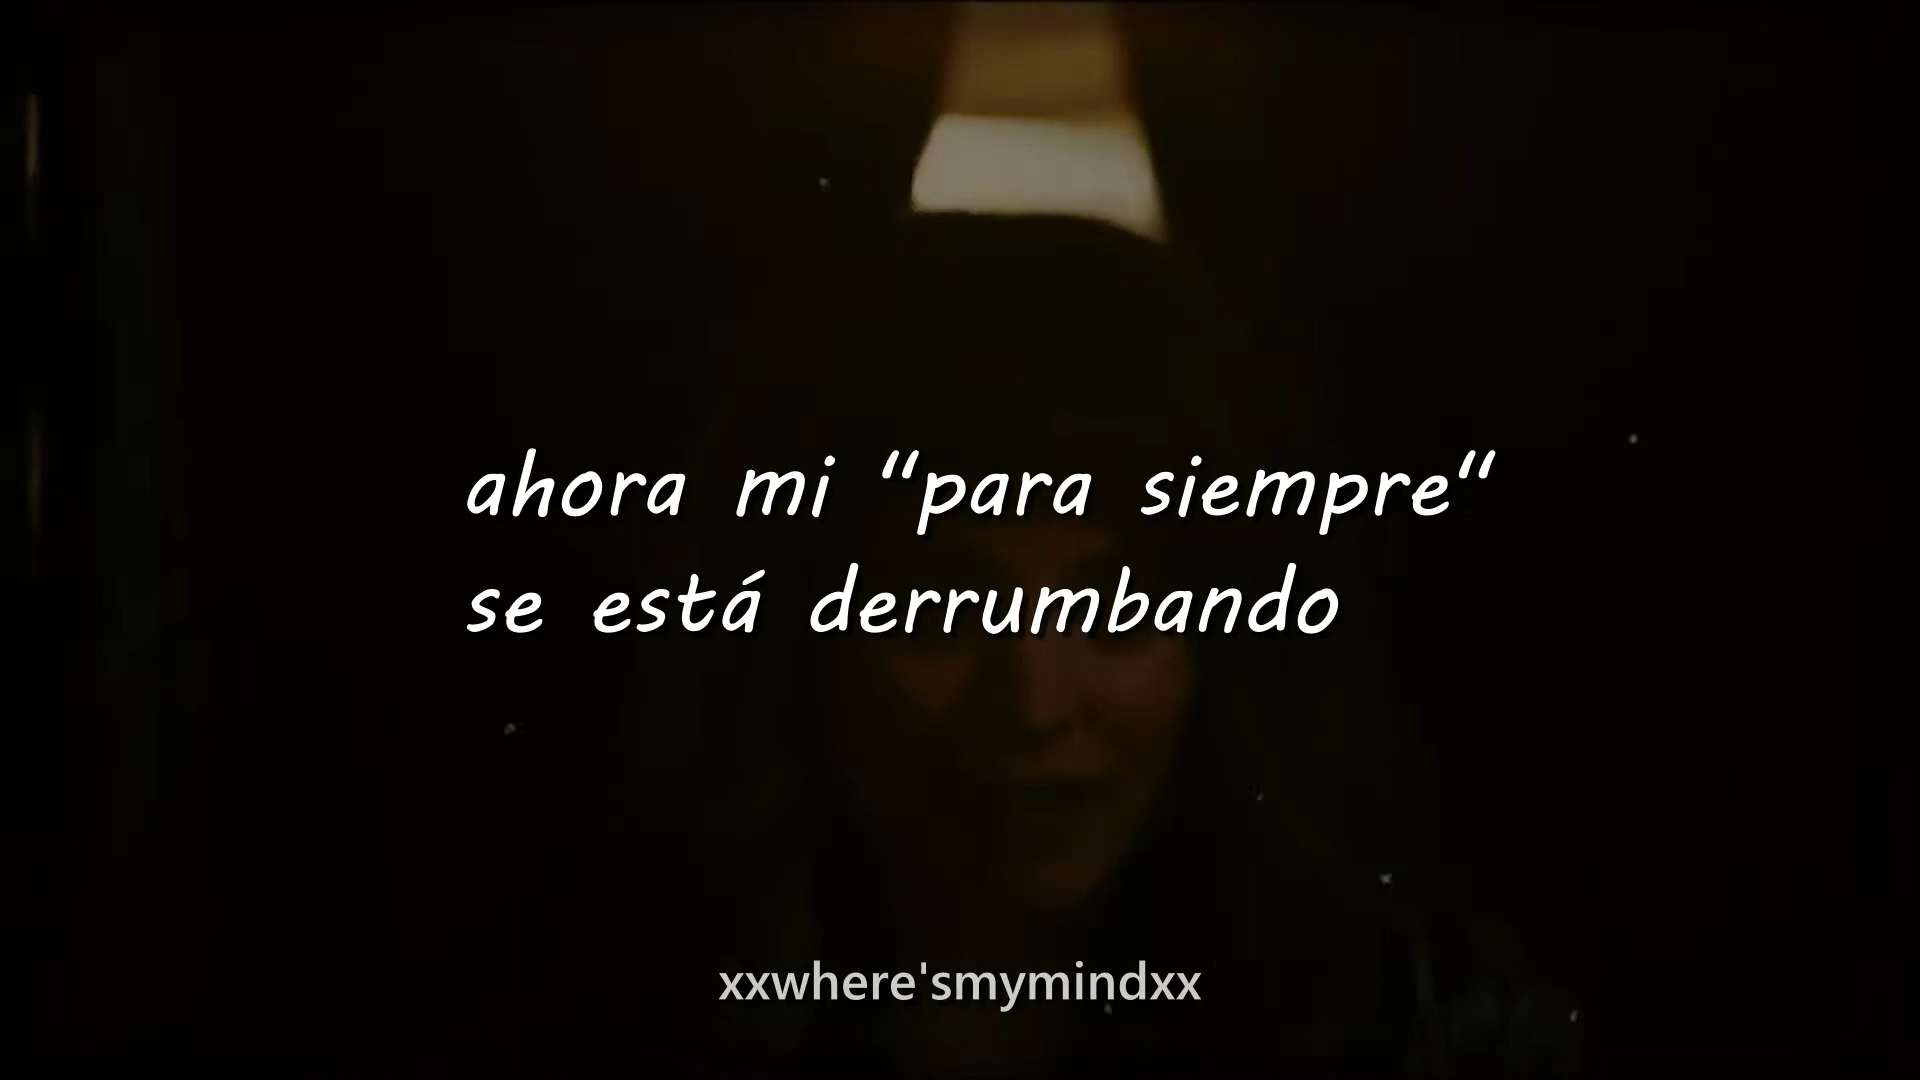 ahora mi “para siempre“
se está derrumbando
xxwhere'smymindxx